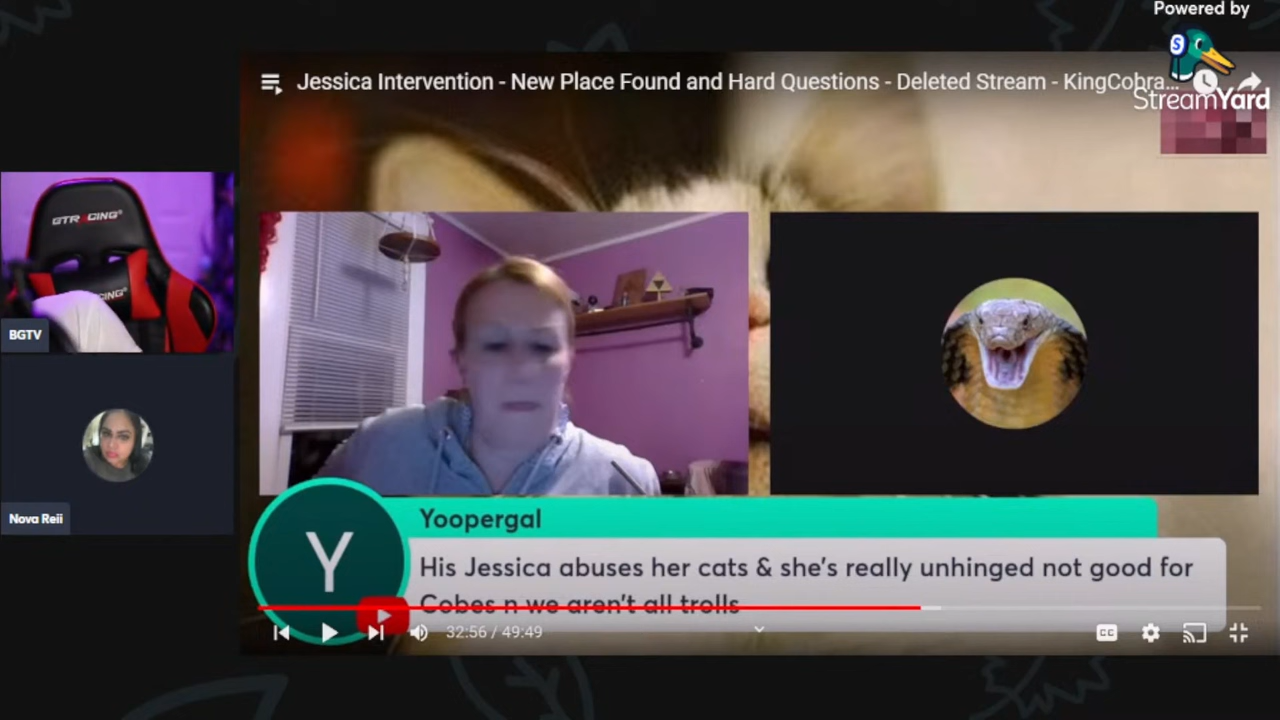 Powered by
StreamYard
Jessica Intervention - New Place Found and Hard Questions - Deleted Stream - KingCobra...
GTRACING
BGTV
Nova Reii
Y
Yoopergal
His Jessica abuses her cats & she's really unhinged not good for
Cobes n we aren't all trolls
32:56 / 49:49
CC